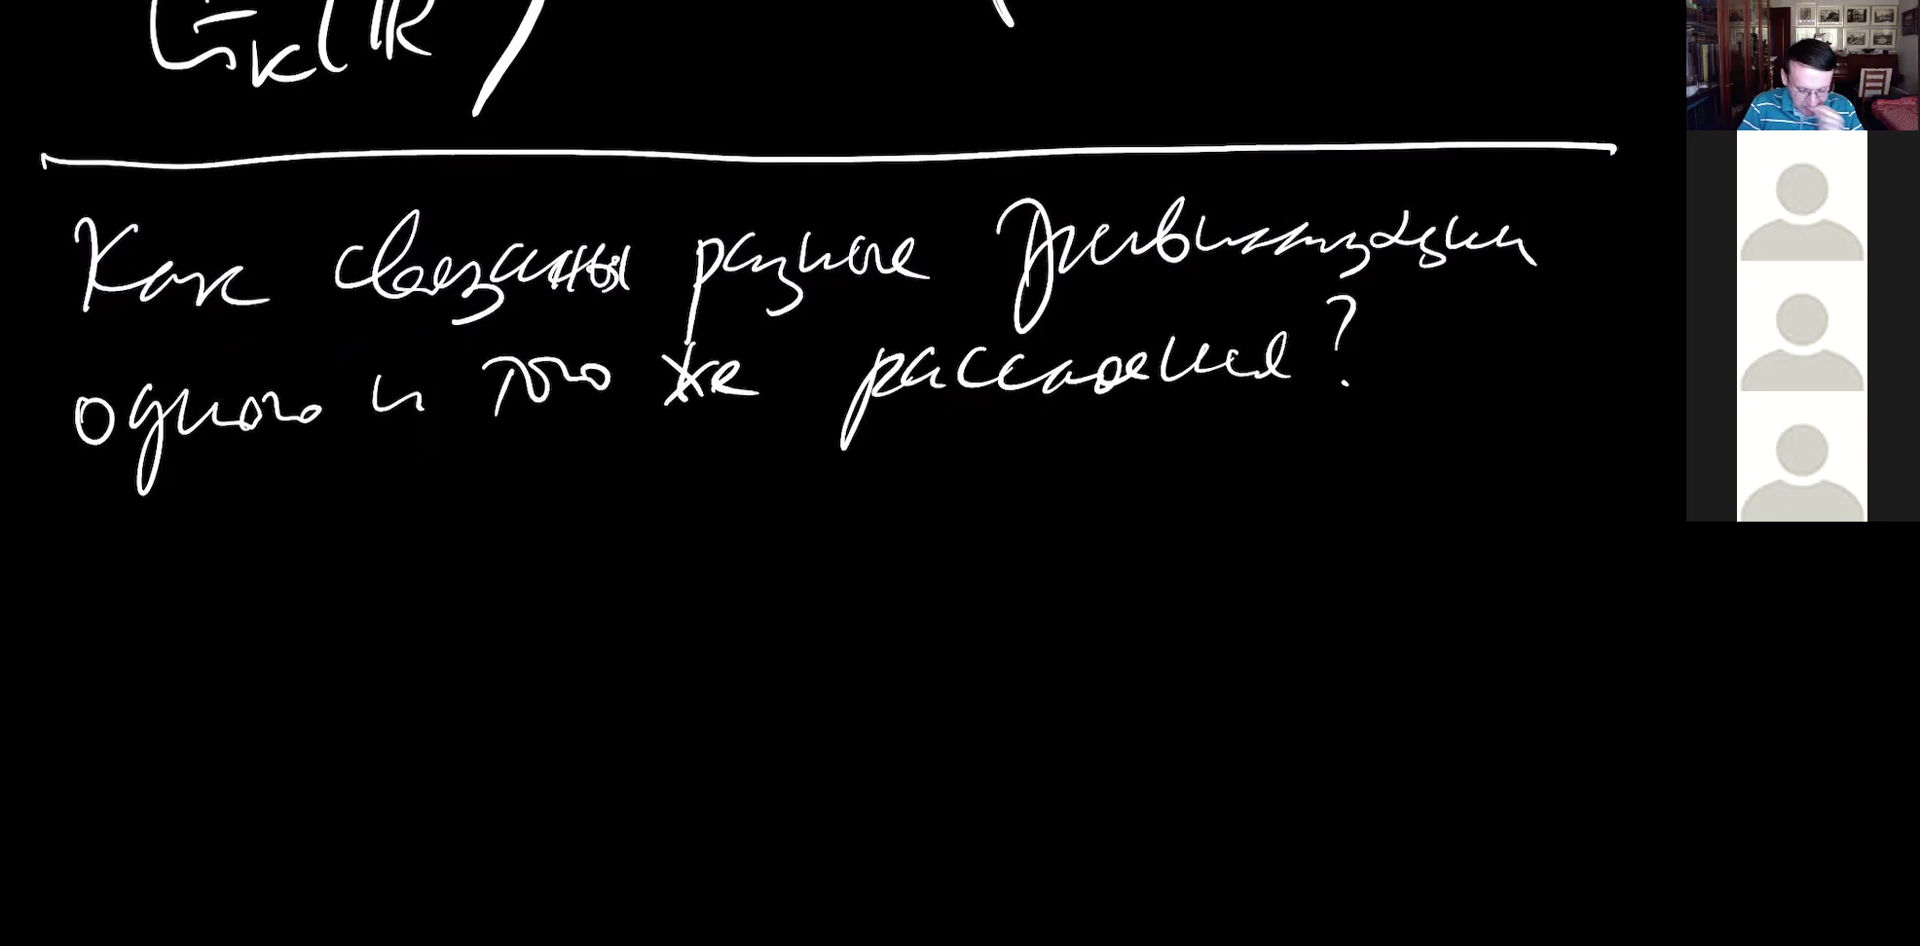 K(ℝ)
Как связаны разные тривиализации
одного и того же расслоения?